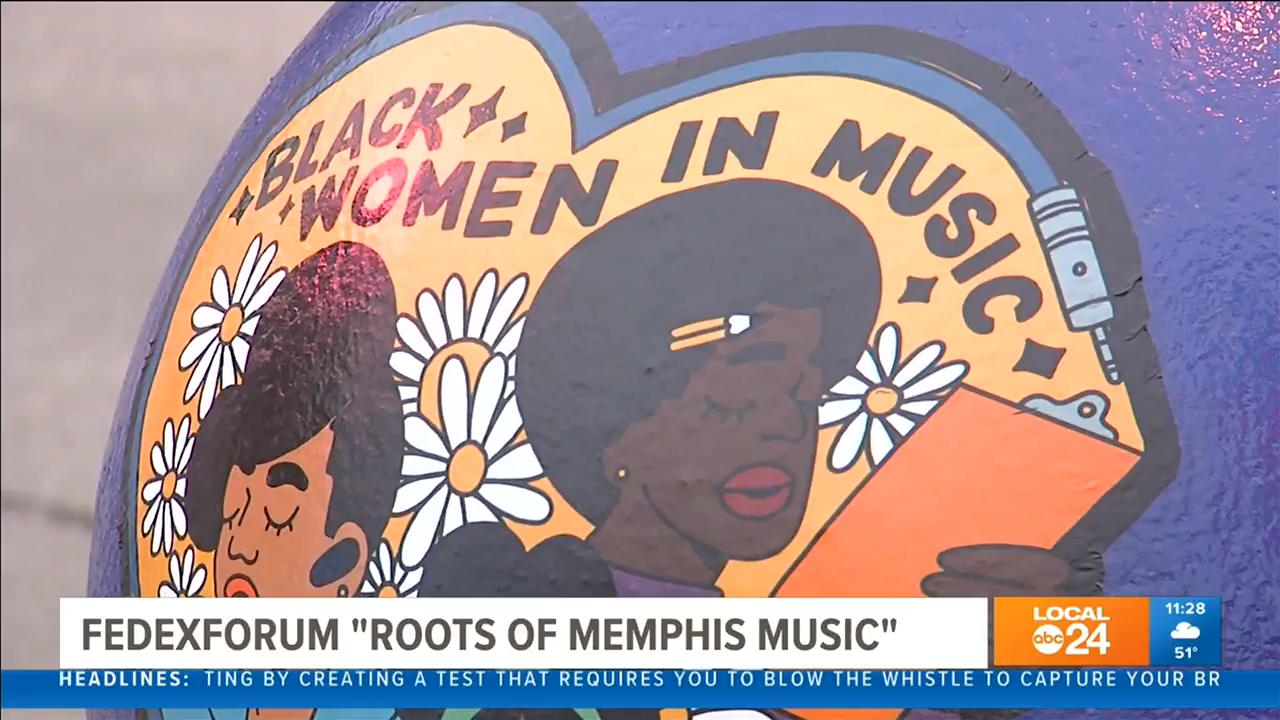 BLACK
WOMEN IN MUSIC
FEDEXFORUM "ROOTS OF MEMPHIS MUSIC"
LOCAL
abc 24
11:28
51°
HEADLINES: TING BY CREATING A TEST THAT REQUIRES YOU TO BLOW THE WHISTLE TO CAPTURE YOUR BR